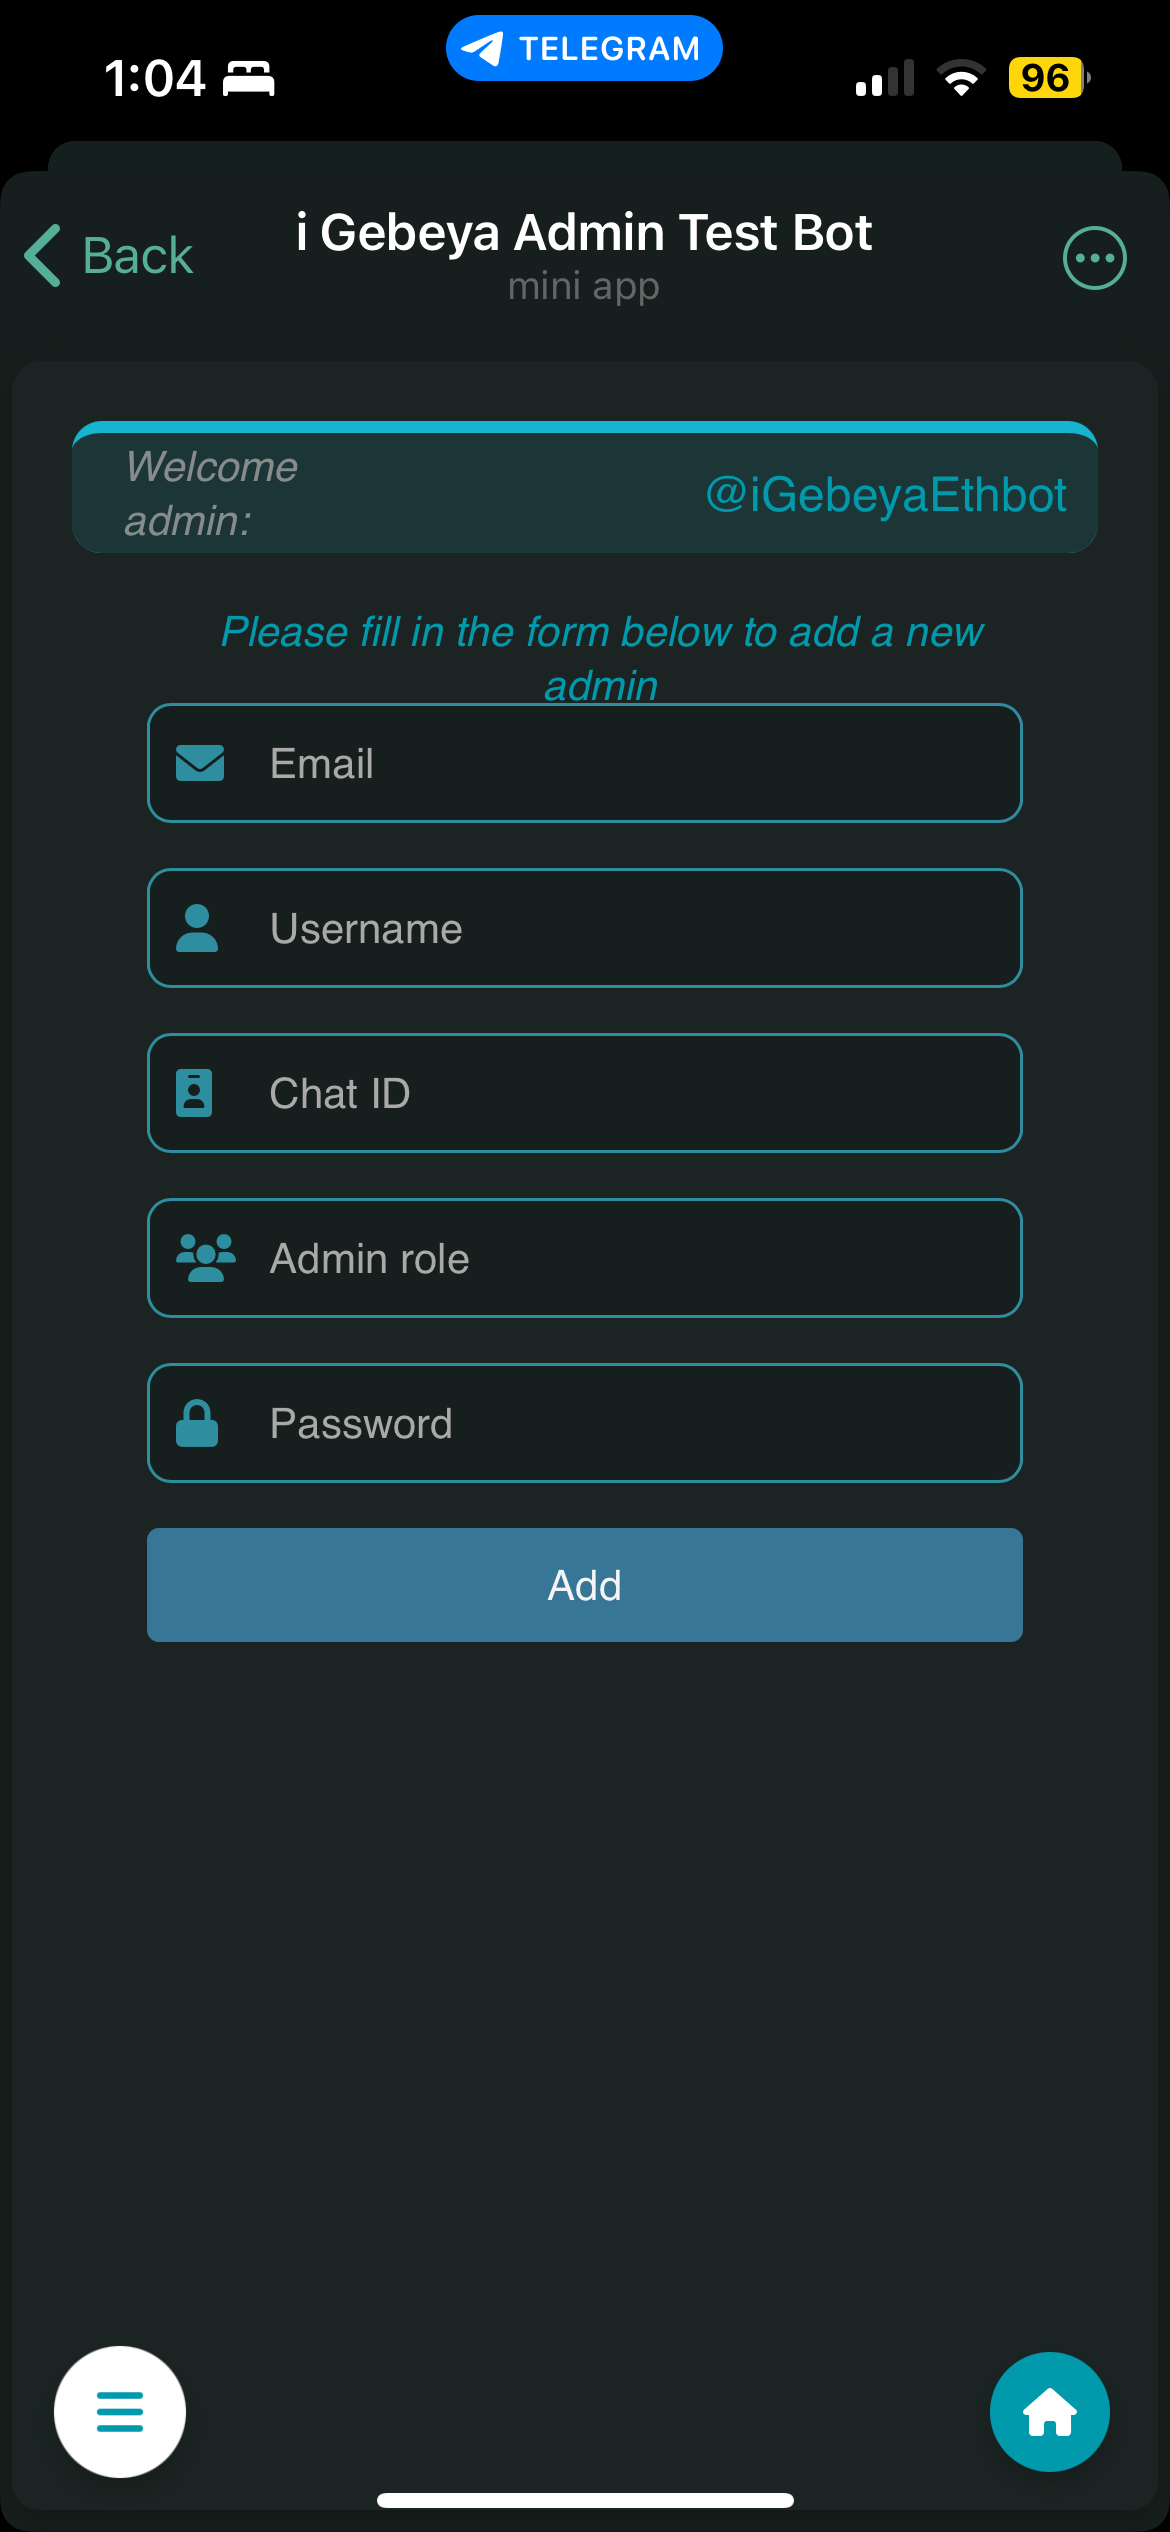 1:04
TELEGRAM
96
Back
i Gebeya Admin Test Bot
mini app
Welcome
admin:
@iGebeyaEthbot
Please fill in the form below to add a new
admin
Email
Username
Chat ID
Admin role
Password
Add